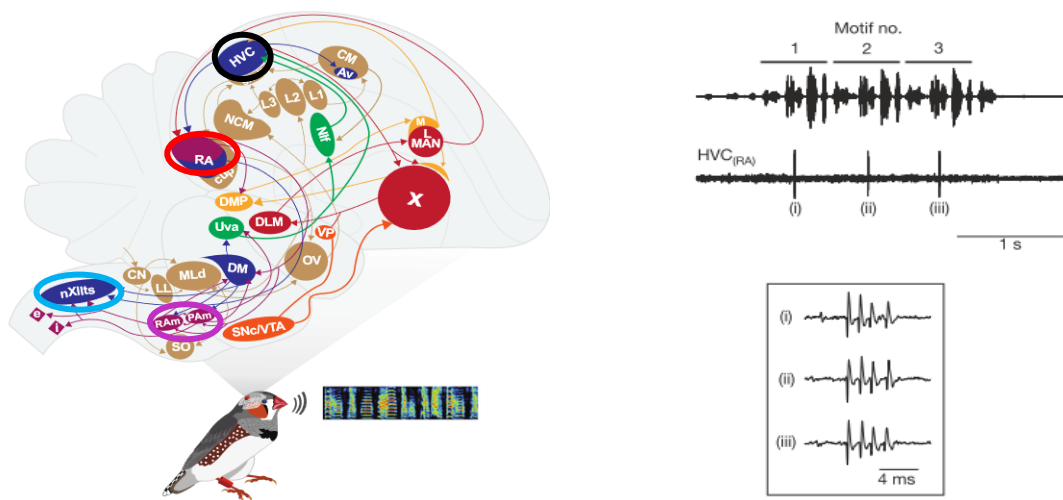 HVC
CM
Av
L3
L2
L1
NCM
NIf
M
L
MAN
RA
cup
X
DMP
DLM
Uva
VP
OV
CN
LL
MLd
DM
nXIIts
e
i
RAm
PAm
SNc/VTA
SO
Motif no.
1 2 3
HVC(RA)
(i) (ii) (iii)
1 s
(i)
(ii)
(iii)
4 ms